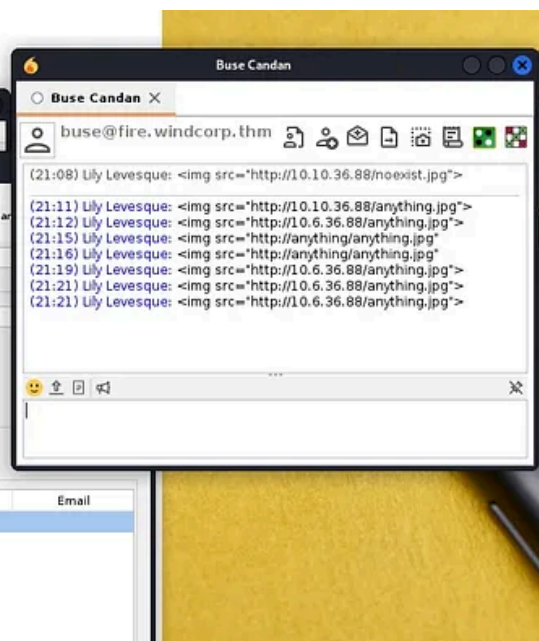 Buse Candan
Buse Candan
buse@fire.windcorp.thm
(21:08) Lily Levesque: <img src="http://10.10.36.88/noexist.jpg">
(21:11) Lily Levesque: <img src="http://10.10.36.88/anything.jpg">
(21:12) Lily Levesque: <img src="http://10.6.12.88/anything.jpg">
(21:15) Lily Levesque: <img src="http://anything/anything.jpg"
(21:16) Lily Levesque: <img src="http://anything/anything.jpg"
(21:19) Lily Levesque: <img src="http://10.6.36.88/anything.jpg">
(21:21) Lily Levesque: <img src="http://10.6.36.88/anything.jpg">
(21:21) Lily Levesque: <img src="http://10.6.36.88/anything.jpg">
Email